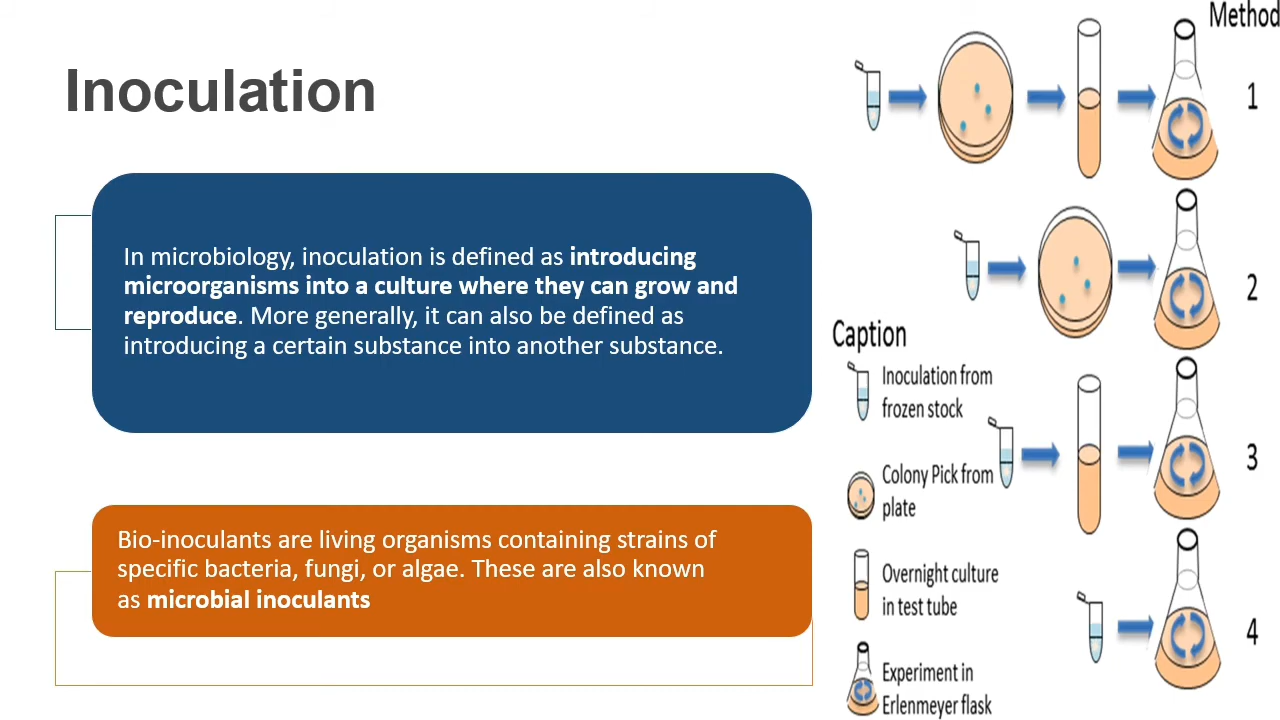 Inoculation
In microbiology, inoculation is defined as introducing
microorganisms into a culture where they can grow and
reproduce. More generally, it can also be defined as
introducing a certain substance into another substance.
Bio-inoculants are living organisms containing strains of
specific bacteria, fungi, or algae. These are also known
as microbial inoculants
Method
1
2
3
4
Caption
Inoculation from
frozen stock
Colony Pick from
plate
Overnight culture
in test tube
Experiment in
Erlenmeyer flask